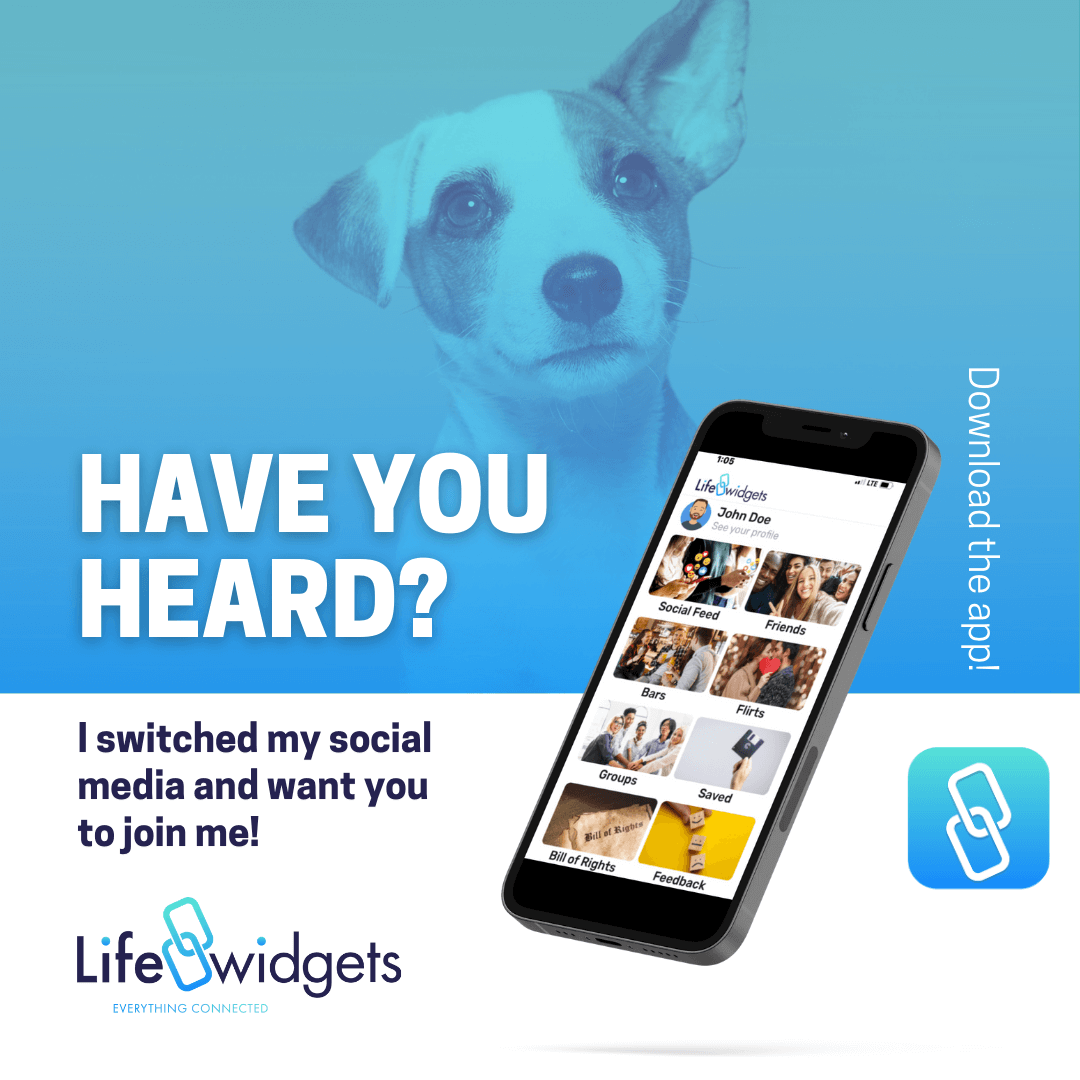 HAVE YOU
HEARD?
I switched my social
media and want you
to join me!
Lifewidgets
EVERYTHING CONNECTED
1:05
LTE
Lifewidgets
John Doe
See your profile
Social Feed
Friends
Bars
Flirts
Groups
Saved
Bill of Rights
Bill of Rights
Feedback
Download the app!